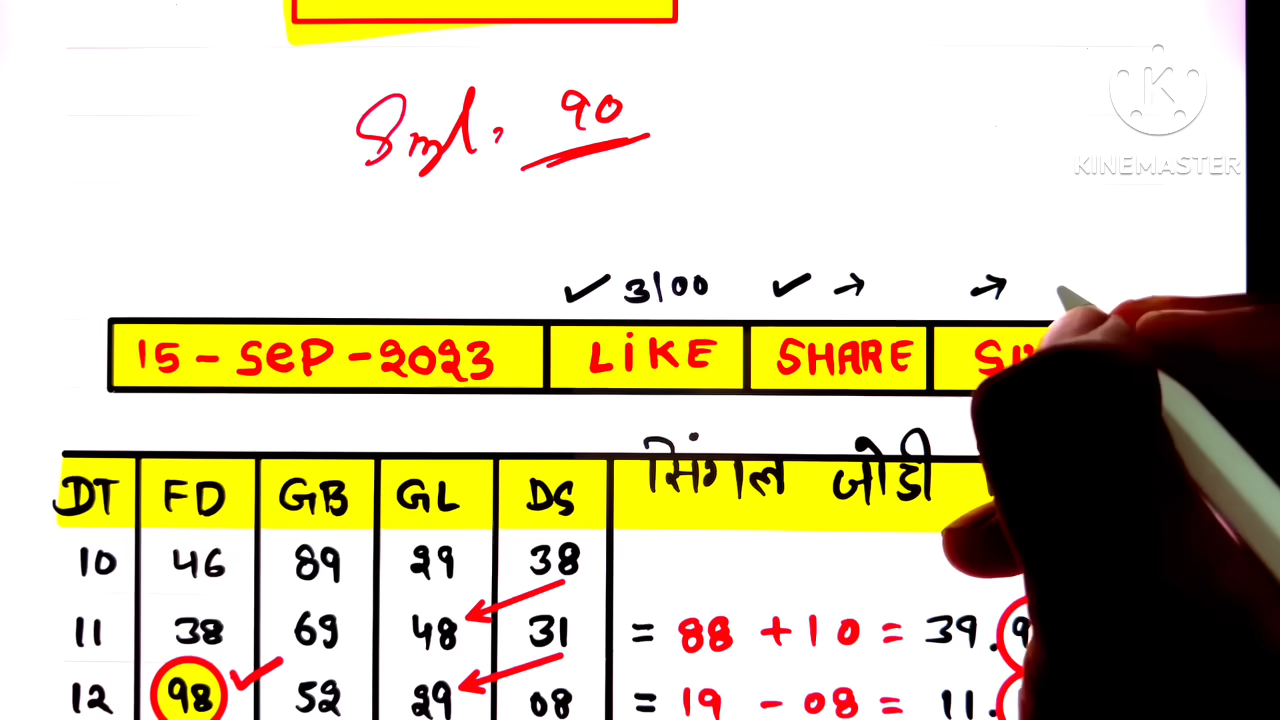 90
KINEMASTER
✓ 3100 ✓ → →
15-SeP-2023 LiKE SHARE
DT FD GB GL DS सिंगल जोडी
10 46 89 29 38
11 38 69 48 31 = 88 + 10 = 39.
12 98 52 29 08 = 19 - 08 = 11.